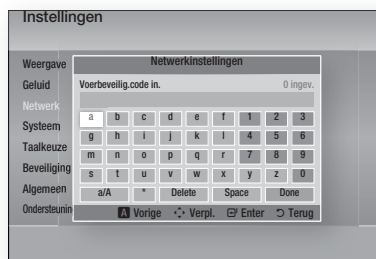 Instellingen
Weergave
Geluid
Netwerk
Systeem
Taalkeuze
Beveiliging
Algemeen
Ondersteunin
Netwerkinstellingen
Voerbeveilig.code in. 0 ingev.
a b c d e f 1 2 3
g h i j k l 4 5 6
m n o p q r 7 8 9
s t u v w x y z 0
a/A * Delete Space Done
A Vorige Verpl. Enter Terug